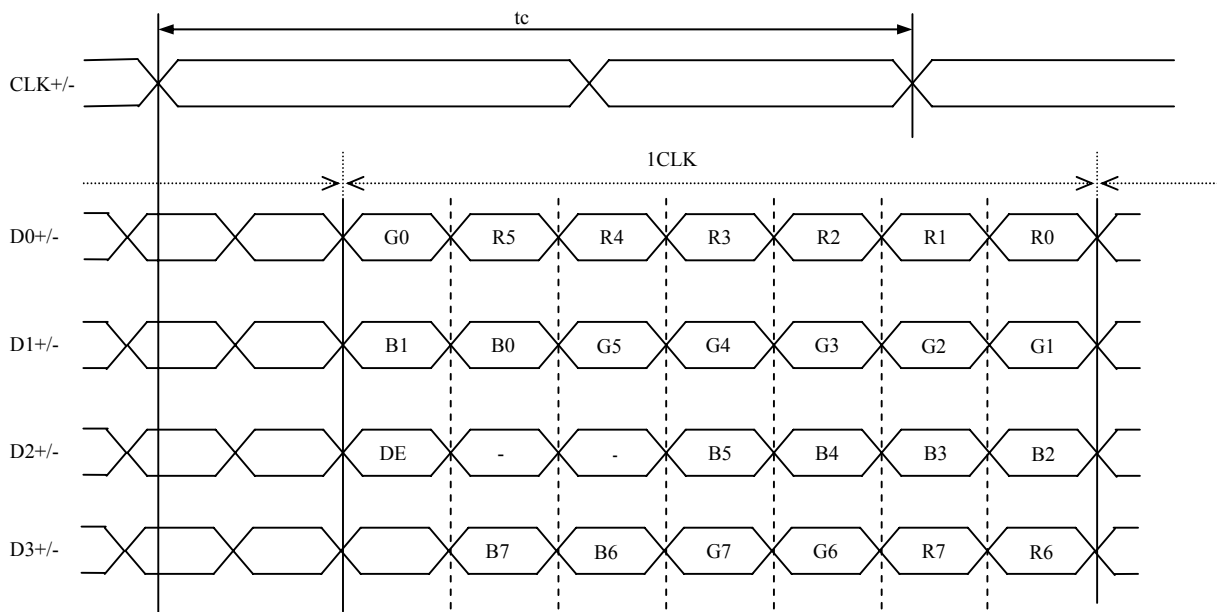 tc
CLK+/-
1CLK
D0+/- G0 R5 R4 R3 R2 R1 R0
D1+/- B1 B0 G5 G4 G3 G2 G1
D2+/- DE - - B5 B4 B3 B2
D3+/- B7 B6 G7 G6 R7 R6